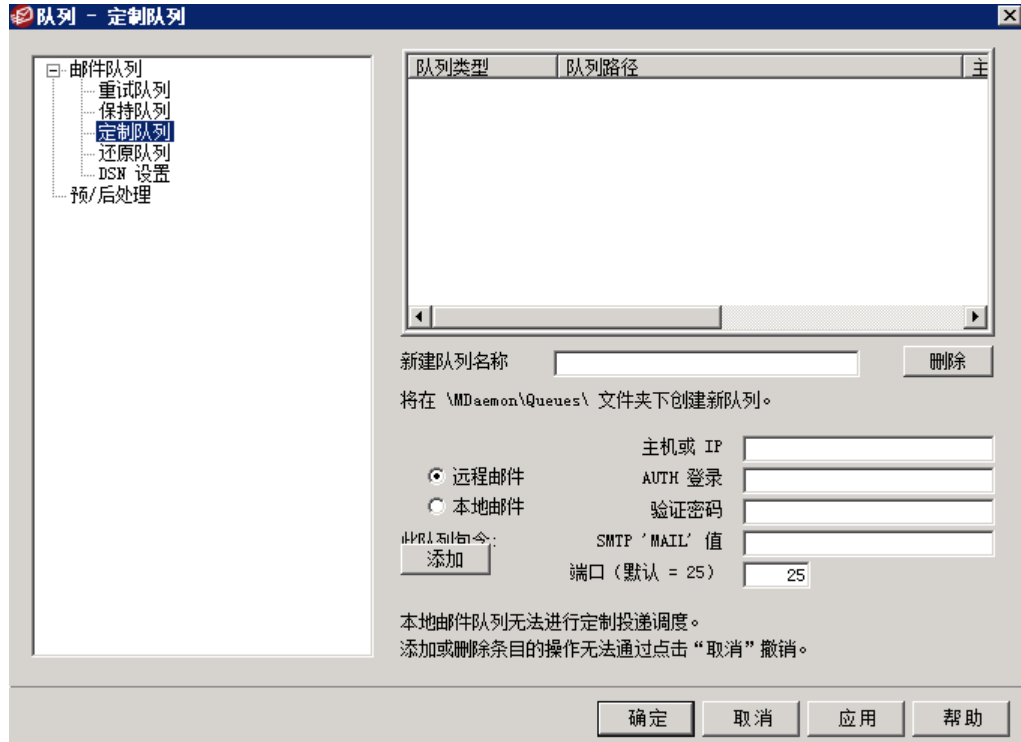 队列 - 定制队列
邮件队列
重试队列
保持队列
定制队列
还原队列
DSN 设置
预/后处理
队列类型 队列路径 主
新建队列名称 删除
将在 \MDaemon\Queues\ 文件夹下创建新队列。
主机或 IP
远程邮件 AUTH 登录
本地邮件 验证密码
此队列包含: SMTP 'MAIL' 值
添加
端口 (默认 = 25) 25
本地邮件队列无法进行定制投递调度。
添加或删除条目的操作无法通过点击“取消”撤销。
确定 取消 应用 帮助